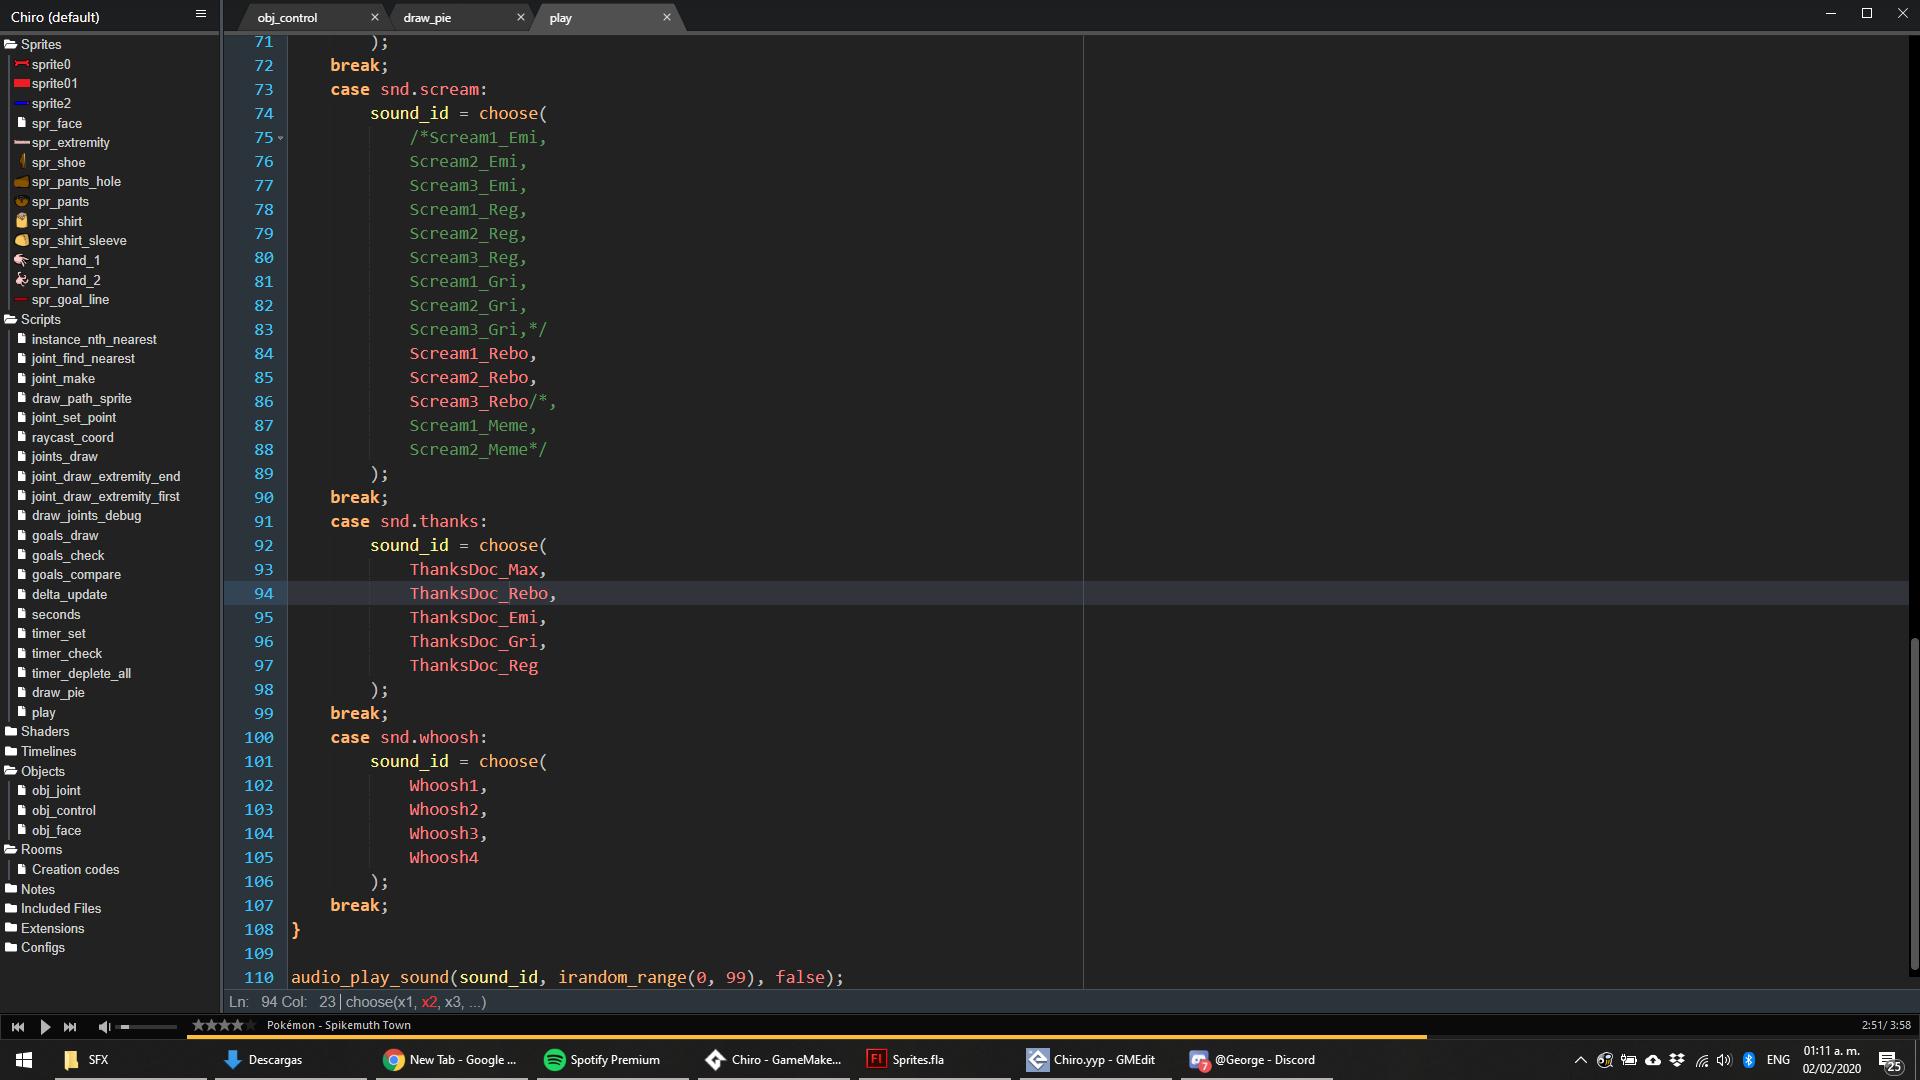 Chiro (default)
obj_control
draw_pie
play
Sprites
sprite0
sprite01
sprite2
spr_face
spr_extremity
spr_shoe
spr_pants_hole
spr_pants
spr_shirt
spr_shirt_sleeve
spr_hand_1
spr_hand_2
spr_goal_line
Scripts
instance_nth_nearest
joint_find_nearest
joint_make
draw_path_sprite
joint_set_point
raycast_coord
joints_draw
joint_draw_extremity_end
joint_draw_extremity_first
draw_joints_debug
goals_draw
goals_check
goals_compare
delta_update
seconds
timer_set
timer_check
timer_deplete_all
draw_pie
play
Shaders
Timelines
Objects
obj_joint
obj_control
obj_face
Rooms
Creation codes
Notes
Included Files
Extensions
Configs
71 );
72 break;
73 case snd.scream:
74 sound_id = choose(
75 /*Scream1_Emi,
76 Scream2_Emi,
77 Scream3_Emi,
78 Scream1_Reg,
79 Scream2_Reg,
80 Scream3_Reg,
81 Scream1_Gri,
82 Scream2_Gri,
83 Scream3_Gri,*/
84 Scream1_Rebo,
85 Scream2_Rebo,
86 Scream3_Rebo/*,
87 Scream1_Meme,
88 Scream2_Meme*/
89 );
90 break;
91 case snd.thanks:
92 sound_id = choose(
93 ThanksDoc_Max,
94 ThanksDoc_Rebo,
95 ThanksDoc_Emi,
96 ThanksDoc_Gri,
97 ThanksDoc_Reg
98 );
99 break;
100 case snd.whoosh:
101 sound_id = choose(
102 Whoosh1,
103 Whoosh2,
104 Whoosh3,
105 Whoosh4
106 );
107 break;
108 }
109
110 audio_play_sound(sound_id, irandom_range(0, 99), false);
Ln: 94 Col: 23 choose(x1, x2, x3, ...)
Pokémon - Spikemuth Town
2:51/ 3:58
SFX
Descargas
New Tab - Google ...
Spotify Premium
Chiro - GameMake...
Sprites.fla
Chiro.yyp - GMEdit
@George - Discord
ENG
01:11 a. m.
02/02/2020
25